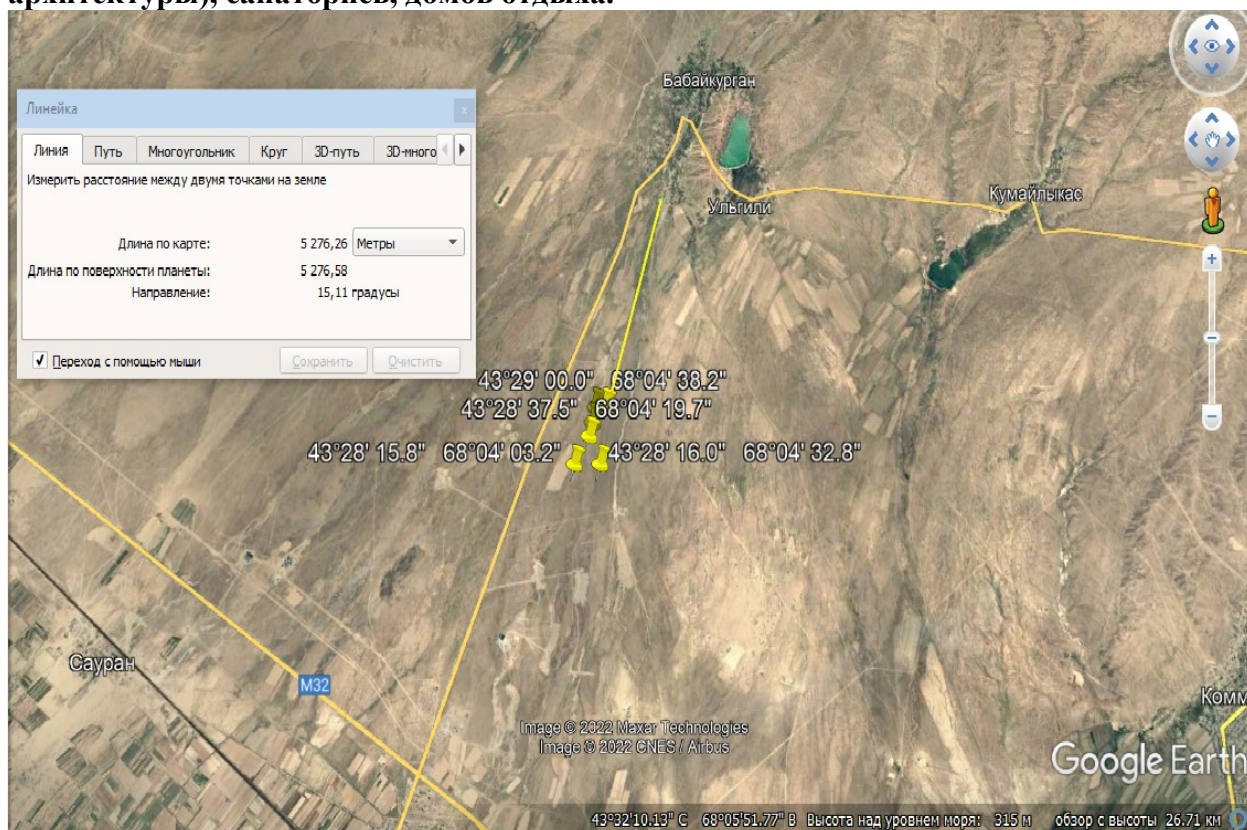 архитектуры), санаториев, домов отдыха.
Бабайкурган
Линейка
Линия Путь Многоугольник Круг 3D-путь 3D-много
Измерить расстояние между двумя точками на земле
Кумайлыкас
Ульгили
Длина по карте: 5 276,26 Метры
Длина по поверхности планеты: 5 276,58
Направление: 15,11 градусы
Переход с помощью мыши Сохранить Очистить
43°29' 00.0" 68°04' 38.2"
43°28' 37.5" 68°04' 19.7"
43°28' 15.8" 68°04' 03.2" 43°28' 16.0" 68°04' 32.8"
Сауран
M32
Комм
Image © 2022 Maxar Technologies
Image © 2022 CNES / Airbus
Google Earth
43°32'10.13" С 68°05'51.77" В Высота над уровнем моря: 315 м обзор с высоты 26.71 км